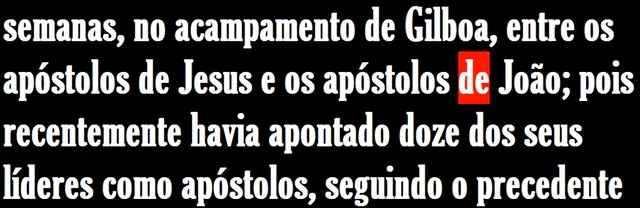 semanas, no acampamento de Gilboa, entre os
apóstolos de Jesus e os apóstolos de João; pois
recentemente havia apontado doze dos seus
líderes como apóstolos, seguindo o precedente